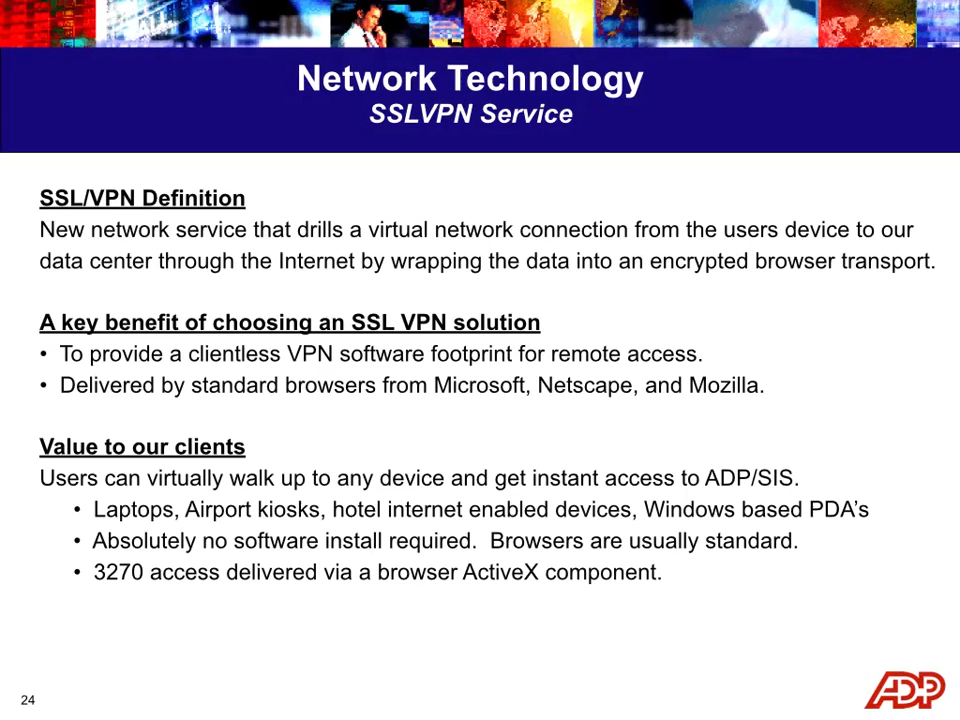 Network Technology
SSLVPN Service
SSL/VPN Definition
New network service that drills a virtual network connection from the users device to our
data center through the Internet by wrapping the data into an encrypted browser transport.
A key benefit of choosing an SSL VPN solution
• To provide a clientless VPN software footprint for remote access.
• Delivered by standard browsers from Microsoft, Netscape, and Mozilla.
Value to our clients
Users can virtually walk up to any device and get instant access to ADP/SIS.
• Laptops, Airport kiosks, hotel internet enabled devices, Windows based PDA’s
• Absolutely no software install required.  Browsers are usually standard.
• 3270 access delivered via a browser ActiveX component.
24
ADP